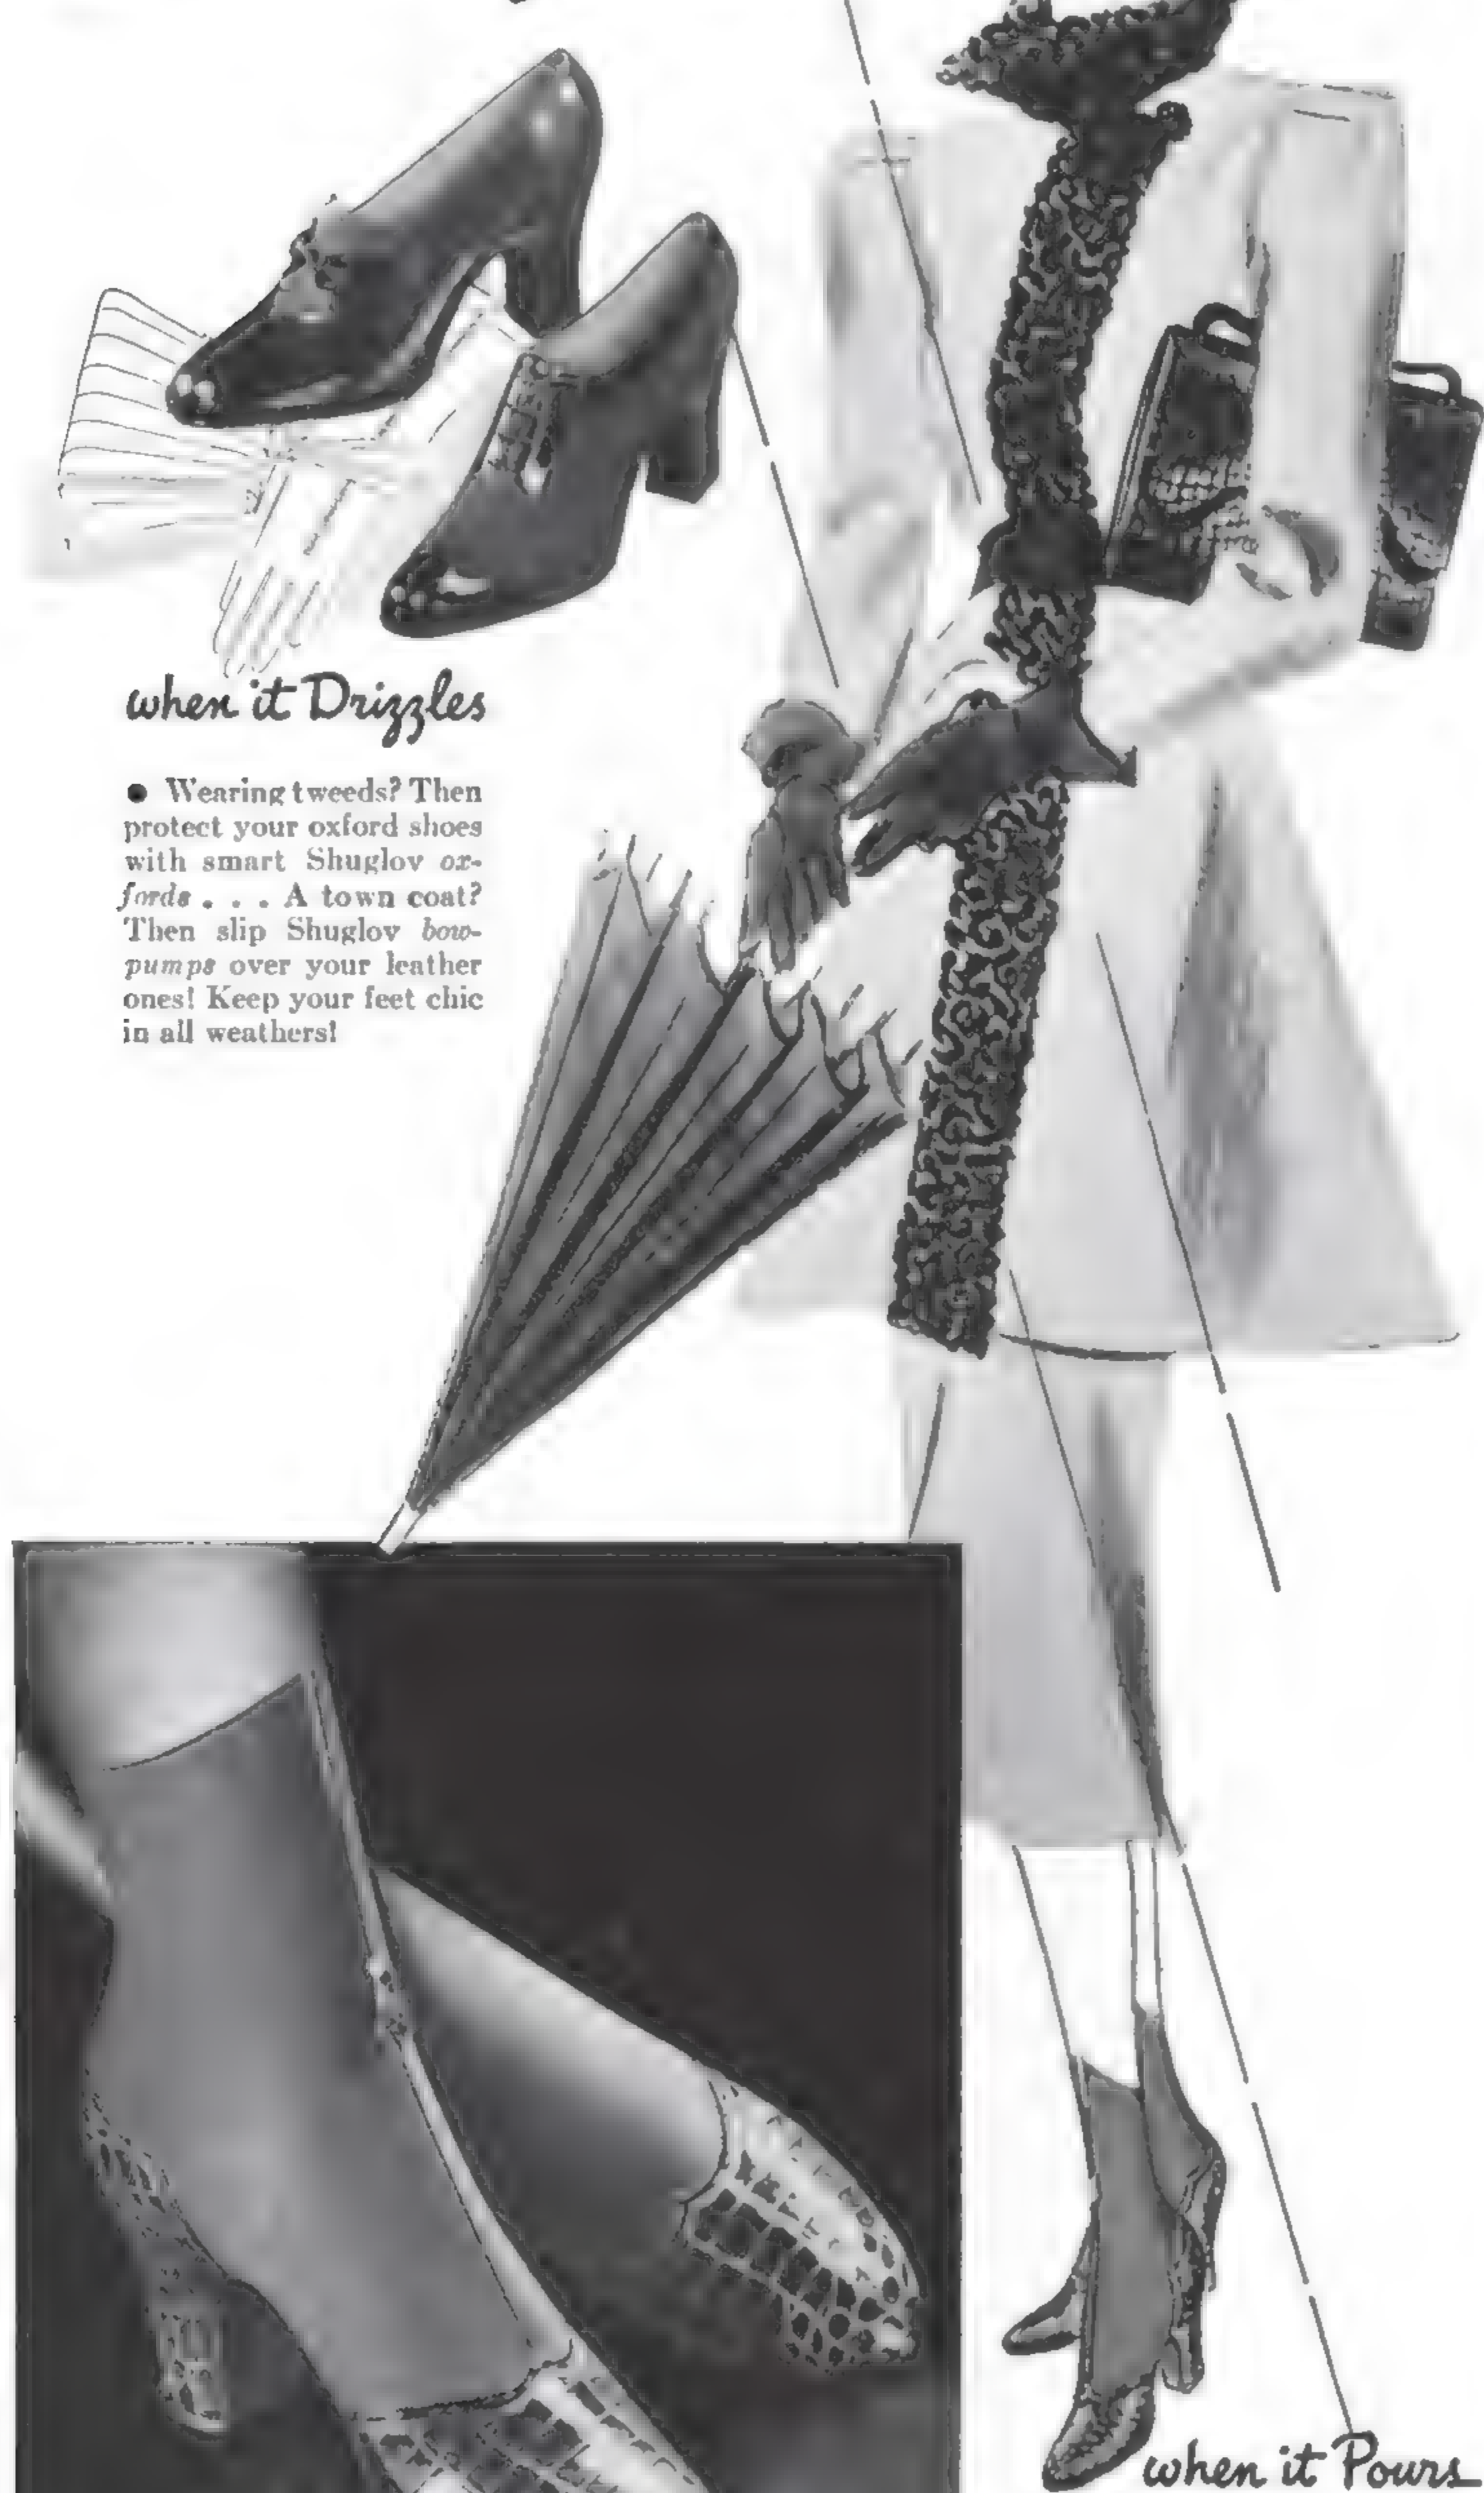 when it Drizzles
● Wearing tweeds? Then
protect your oxford shoes
with smart Shuglov ox-
fords . . . A town coat?
Then slip Shuglov bow-
pumps over your leather
ones! Keep your feet chic
in all weathers!
when it Pours